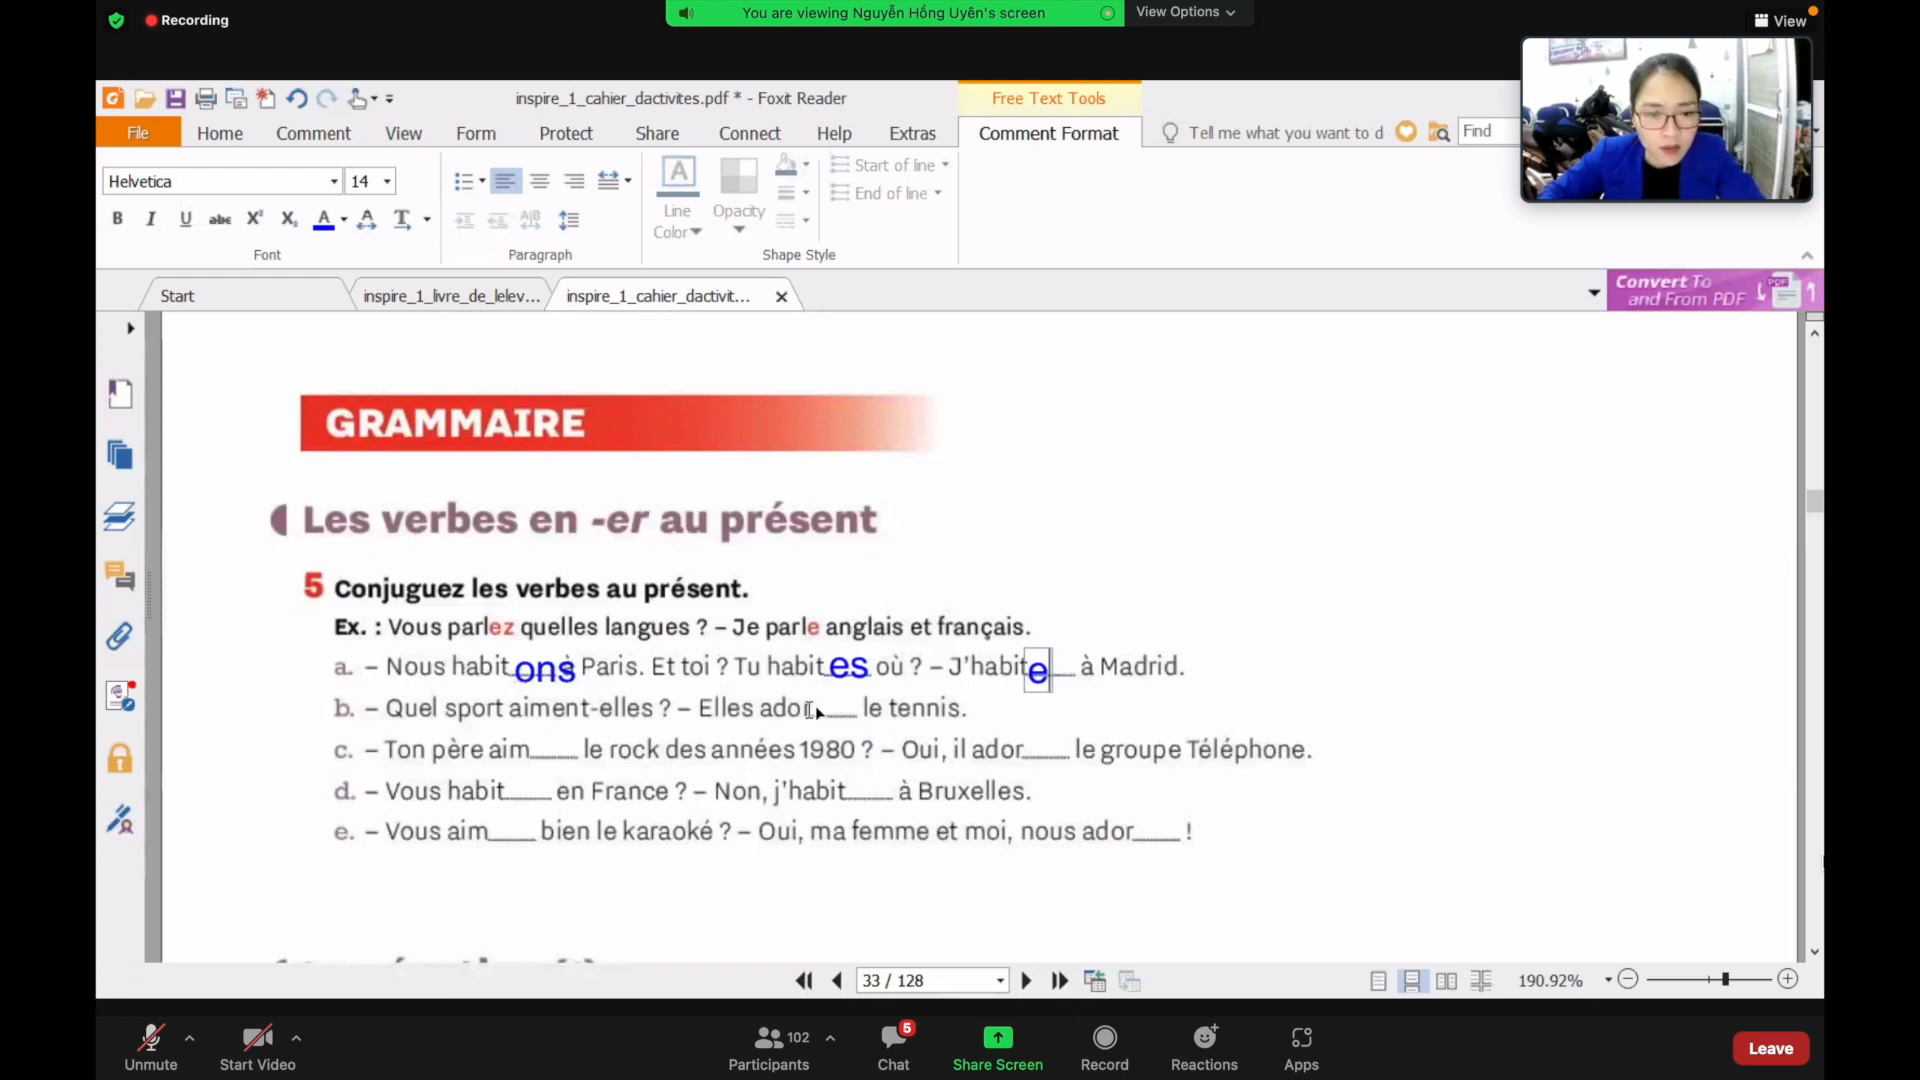 Recording
You are viewing Nguyễn Hồng Uyên's screen
View Options
View
inspire_1_cahier_dactivites.pdf * - Foxit Reader
Free Text Tools
File
Home
Comment
View
Form
Protect
Share
Connect
Help
Extras
Comment Format
Tell me what you want to d
Find
Helvetica
14
Start of line
End of line
Line Color
Opacity
Font
Paragraph
Shape Style
Start
inspire_1_livre_de_lelev...
inspire_1_cahier_dactivit...
Convert To
and From PDF
GRAMMAIRE
Les verbes en -er au présent
5 Conjuguez les verbes au présent.
Ex. : Vous parlez quelles langues ? – Je parle anglais et français.
a. – Nous habitons à Paris. Et toi ? Tu habites où ? – J'habite à Madrid.
b. – Quel sport aiment-elles ? – Elles ador____ le tennis.
c. – Ton père aim____ le rock des années 1980 ? – Oui, il ador____ le groupe Téléphone.
d. – Vous habit____ en France ? – Non, j'habit____ à Bruxelles.
e. – Vous aim____ bien le karaoké ? – Oui, ma femme et moi, nous ador____ !
33 / 128
190.92%
Unmute
Start Video
102
Participants
5
Chat
Share Screen
Record
Reactions
Apps
Leave